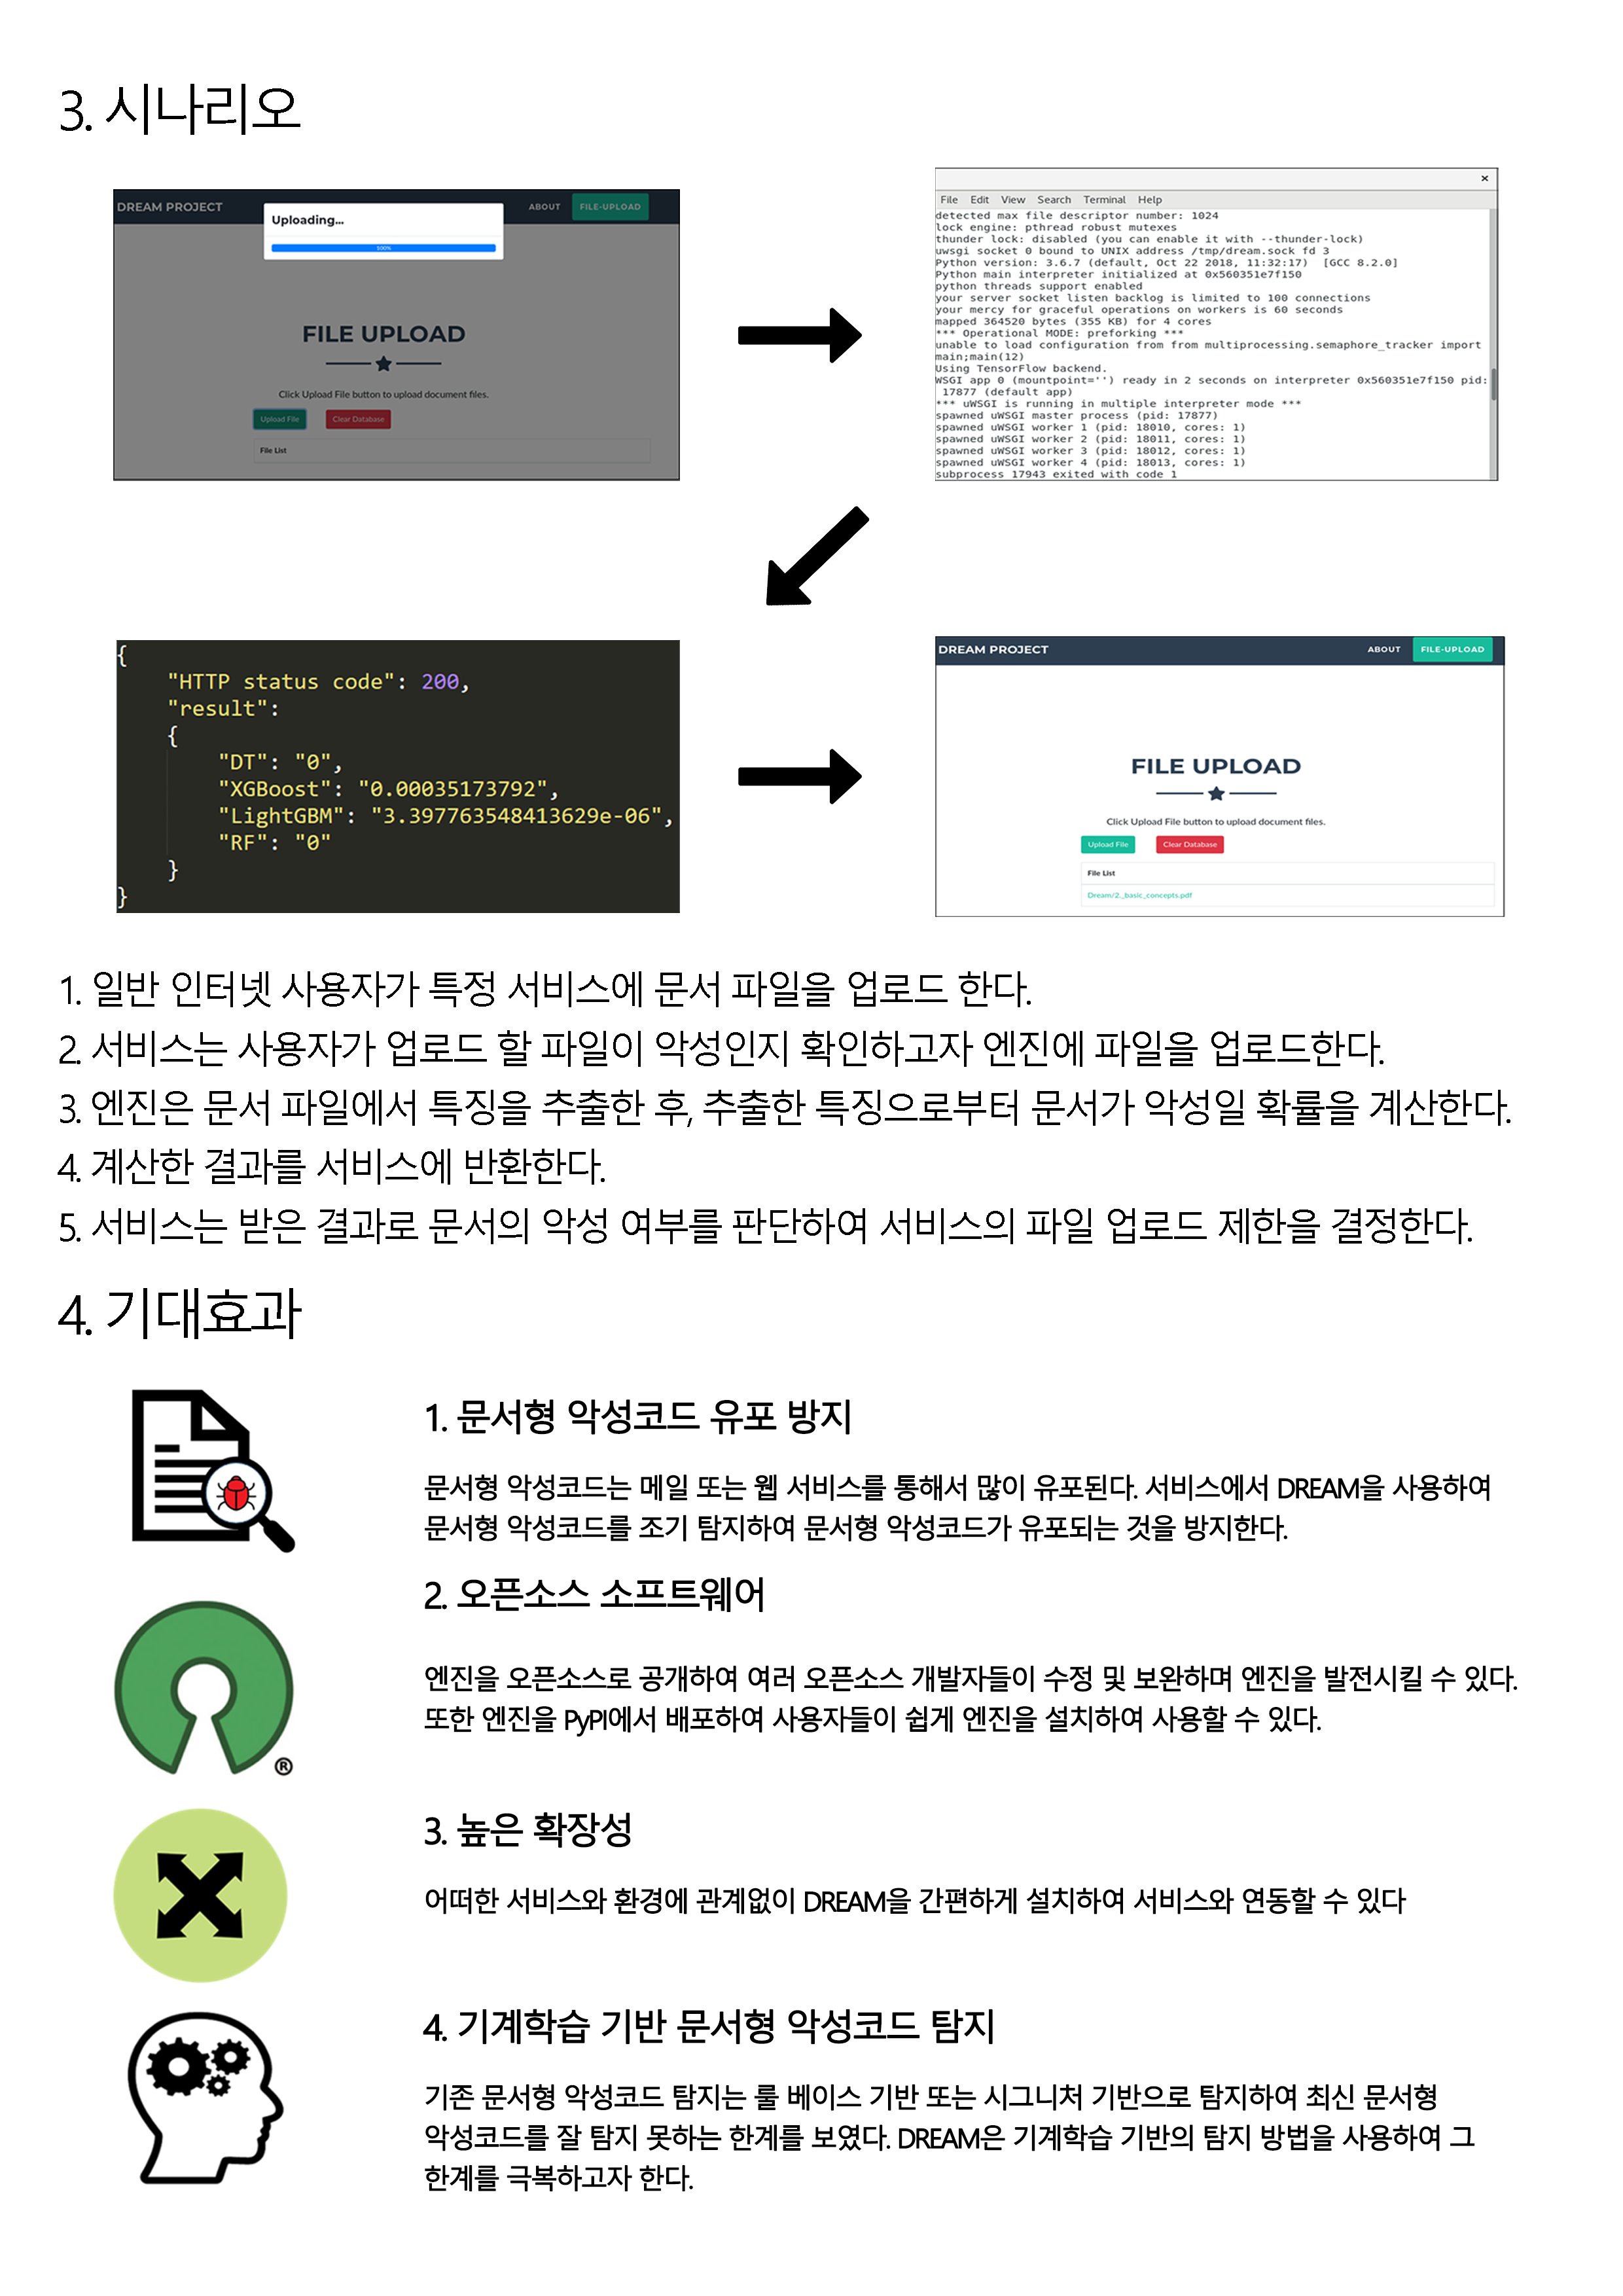 3. 시나리오
DREAM PROJECT
ABOUT
FILE-UPLOAD
Uploading...
100%
FILE UPLOAD
Click Upload File button to upload document files.
Upload File
Clear Database
File List
×
File Edit View Search Terminal Help
detected max file descriptor number: 1024
lock engine: pthread robust mutexes
thunder lock: disabled (you can enable it with --thunder-lock)
uwsgi socket 0 bound to UNIX address /tmp/dream.sock fd 3
Python version: 3.6.7 (default, Oct 22 2018, 11:32:17)  [GCC 8.2.0]
Python main interpreter initialized at 0x560351e7f150
python threads support enabled
your server socket listen backlog is limited to 100 connections
your mercy for graceful operations on workers is 60 seconds
mapped 364520 bytes (355 KB) for 4 cores
*** Operational MODE: preforking ***
unable to load configuration from from multiprocessing.semaphore_tracker import
main;main(12)
Using TensorFlow backend.
WSGI app 0 (mountpoint='') ready in 2 seconds on interpreter 0x560351e7f150 pid:
17877 (default app)
*** uWSGI is running in multiple interpreter mode ***
spawned uWSGI master process (pid: 17877)
spawned uWSGI worker 1 (pid: 18010, cores: 1)
spawned uWSGI worker 2 (pid: 18011, cores: 1)
spawned uWSGI worker 3 (pid: 18012, cores: 1)
spawned uWSGI worker 4 (pid: 18013, cores: 1)
subprocess 17943 exited with code 1
{
"HTTP status code": 200,
"result":
{
"DT": "0",
"XGBoost": "0.00035173792",
"LightGBM": "3.397763548413629e-06",
"RF": "0"
}
}
DREAM PROJECT
ABOUT
FILE-UPLOAD
FILE UPLOAD
Click Upload File button to upload document files.
Upload File
Clear Database
File List
Dream/2._basic_concepts.pdf
1. 일반 인터넷 사용자가 특정 서비스에 문서 파일을 업로드 한다.
2. 서비스는 사용자가 업로드 할 파일이 악성인지 확인하고자 엔진에 파일을 업로드한다.
3. 엔진은 문서 파일에서 특징을 추출한 후, 추출한 특징으로부터 문서가 악성일 확률을 계산한다.
4. 계산한 결과를 서비스에 반환한다.
5. 서비스는 받은 결과로 문서의 악성 여부를 판단하여 서비스의 파일 업로드 제한을 결정한다.
4. 기대효과
1. 문서형 악성코드 유포 방지
문서형 악성코드는 메일 또는 웹 서비스를 통해서 많이 유포된다. 서비스에서 DREAM을 사용하여
문서형 악성코드를 조기 탐지하여 문서형 악성코드가 유포되는 것을 방지한다.
2. 오픈소스 소프트웨어
엔진을 오픈소스로 공개하여 여러 오픈소스 개발자들이 수정 및 보완하며 엔진을 발전시킬 수 있다.
또한 엔진을 PyPI에서 배포하여 사용자들이 쉽게 엔진을 설치하여 사용할 수 있다.
®
3. 높은 확장성
어떠한 서비스와 환경에 관계없이 DREAM을 간편하게 설치하여 서비스와 연동할 수 있다
4. 기계학습 기반 문서형 악성코드 탐지
기존 문서형 악성코드 탐지는 룰 베이스 기반 또는 시그니처 기반으로 탐지하여 최신 문서형
악성코드를 잘 탐지 못하는 한계를 보였다. DREAM은 기계학습 기반의 탐지 방법을 사용하여 그
한계를 극복하고자 한다.